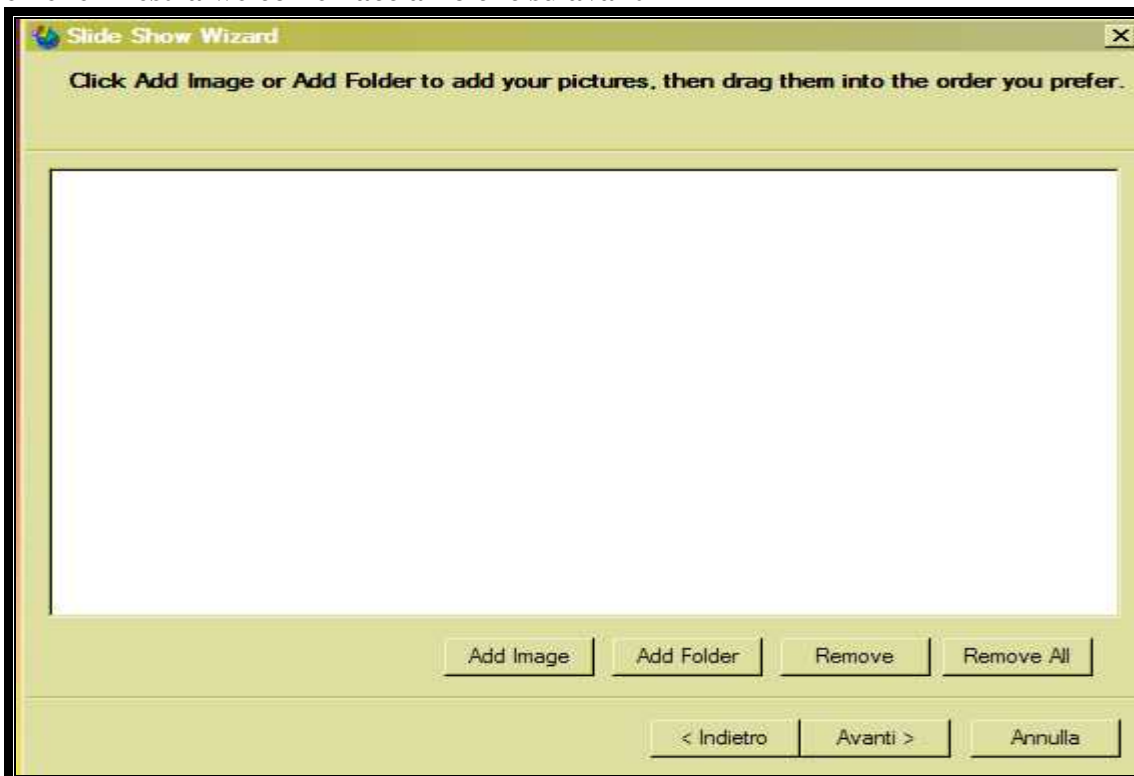 Slide Show Wizard
Click Add Image or Add Folder to add your pictures, then drag them into the order you prefer.
Add Image Add Folder Remove Remove All
< Indietro Avanti > Annulla